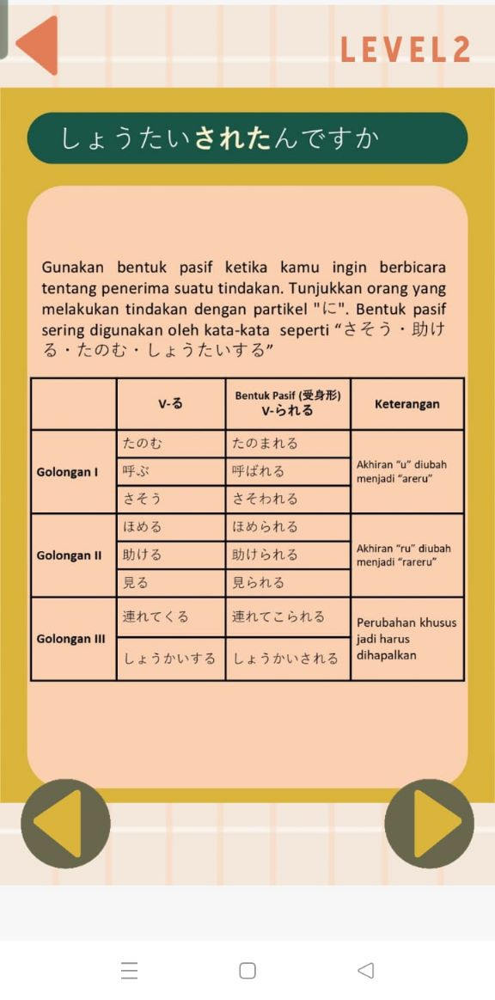 LEVEL2
しょうたいされたんですか
Gunakan bentuk pasif ketika kamu ingin berbicara
tentang penerima suatu tindakan. Tunjukkan orang yang
melakukan tindakan dengan partikel "に". Bentuk pasif
sering digunakan oleh kata-kata seperti “さそう・助け
る・たのむ・しょうたいする”
V-る
Bentuk Pasif (受身形)
V-られる
Keterangan
Golongan I
たのむ
たのまれる
呼ぶ
呼ばれる
さそう
さそわれる
Akhiran “u” diubah
menjadi “areru”
Golongan II
ほめる
ほめられる
助ける
助けられる
見る
見られる
Akhiran “ru” diubah
menjadi “rareru”
Golongan III
連れてくる
連れてこられる
しょうかいする
しょうかいされる
Perubahan khusus
jadi harus
dihapalkan